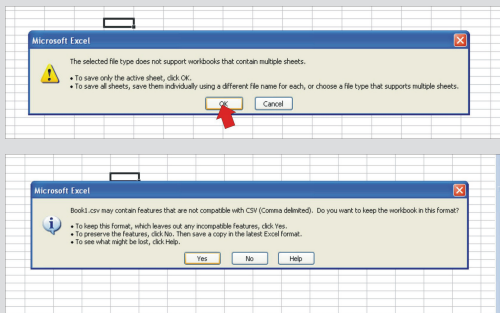 Microsoft Excel
The selected file type does not support workbooks that contain multiple sheets.
• To save only the active sheet, click OK.
• To save all sheets, save them individually using a different file name for each, or choose a file type that supports multiple sheets.
OK Cancel
Microsoft Excel
Book1.csv may contain features that are not compatible with CSV (Comma delimited). Do you want to keep the workbook in this format?
• To keep this format, which leaves out any incompatible features, click Yes.
• To preserve the features, click No. Then save a copy in the latest Excel format.
• To see what might be lost, click Help.
Yes No Help